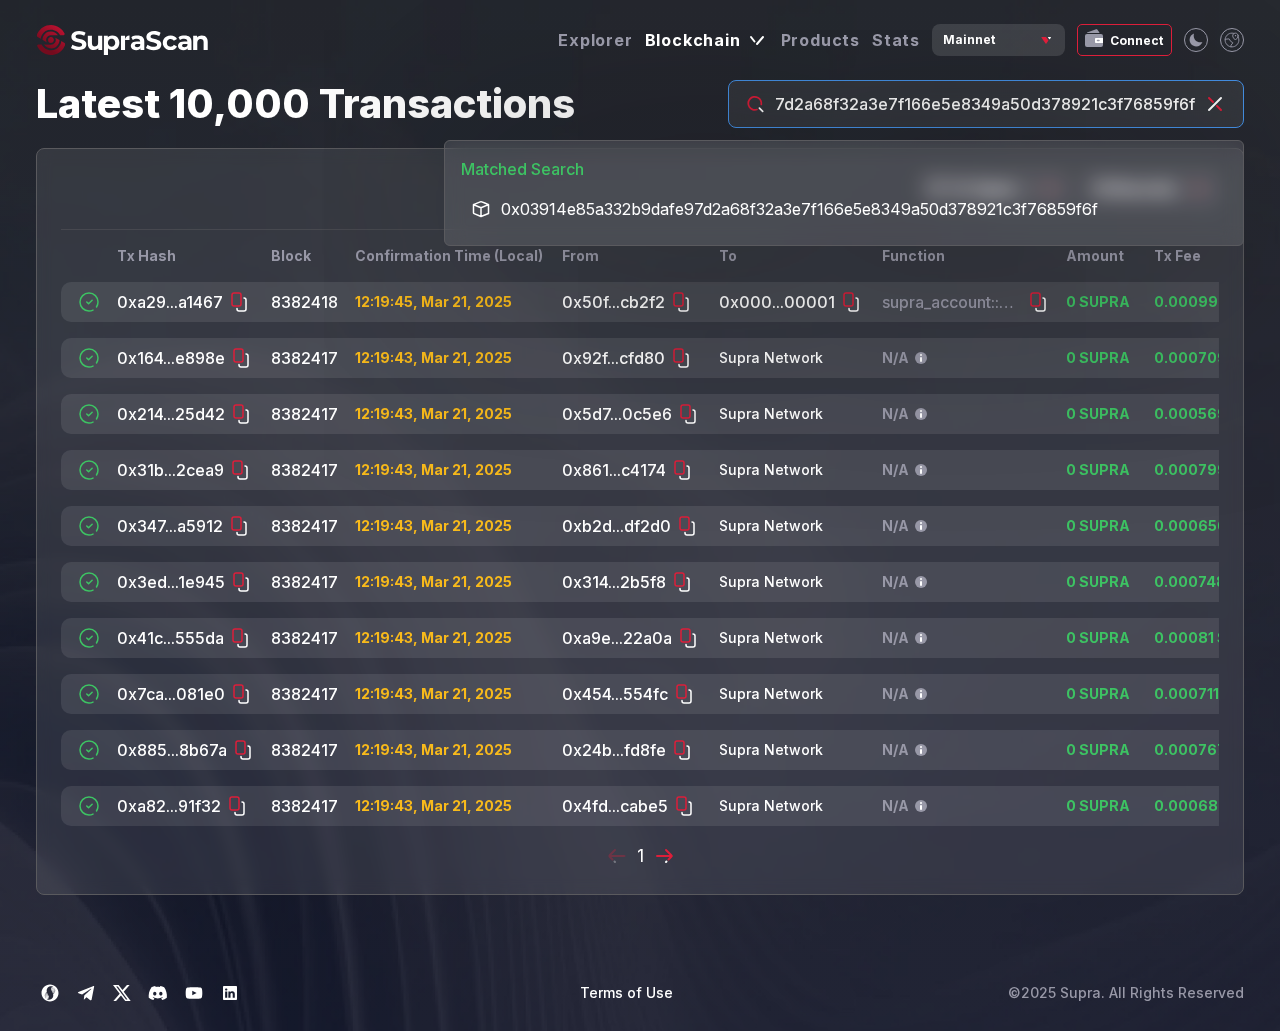 SupraScan
Explorer Blockchain Products Stats Mainnet Connect
Latest 10,000 Transactions
7d2a68f32a3e7f166e5e8349a50d378921c3f76859f6f
Matched Search
0x03914e85a332b9dafe97d2a68f32a3e7f166e5e8349a50d378921c3f76859f6f
Tx Hash Block Confirmation Time (Local) From To Function Amount Tx Fee
0xa29...a1467 8382418 12:19:45, Mar 21, 2025 0x50f...cb2f2 0x000...00001 supra_account::... 0 SUPRA 0.00099
0x164...e898e 8382417 12:19:43, Mar 21, 2025 0x92f...cfd80 Supra Network N/A 0 SUPRA 0.000709
0x214...25d42 8382417 12:19:43, Mar 21, 2025 0x5d7...0c5e6 Supra Network N/A 0 SUPRA 0.000569
0x31b...2cea9 8382417 12:19:43, Mar 21, 2025 0x861...c4174 Supra Network N/A 0 SUPRA 0.000799
0x347...a5912 8382417 12:19:43, Mar 21, 2025 0xb2d...df2d0 Supra Network N/A 0 SUPRA 0.000656
0x3ed...1e945 8382417 12:19:43, Mar 21, 2025 0x314...2b5f8 Supra Network N/A 0 SUPRA 0.000748
0x41c...555da 8382417 12:19:43, Mar 21, 2025 0xa9e...22a0a Supra Network N/A 0 SUPRA 0.00081
0x7ca...081e0 8382417 12:19:43, Mar 21, 2025 0x454...554fc Supra Network N/A 0 SUPRA 0.000711
0x885...8b67a 8382417 12:19:43, Mar 21, 2025 0x24b...fd8fe Supra Network N/A 0 SUPRA 0.000767
0xa82...91f32 8382417 12:19:43, Mar 21, 2025 0x4fd...cabe5 Supra Network N/A 0 SUPRA 0.00068
1
Terms of Use
©2025 Supra. All Rights Reserved